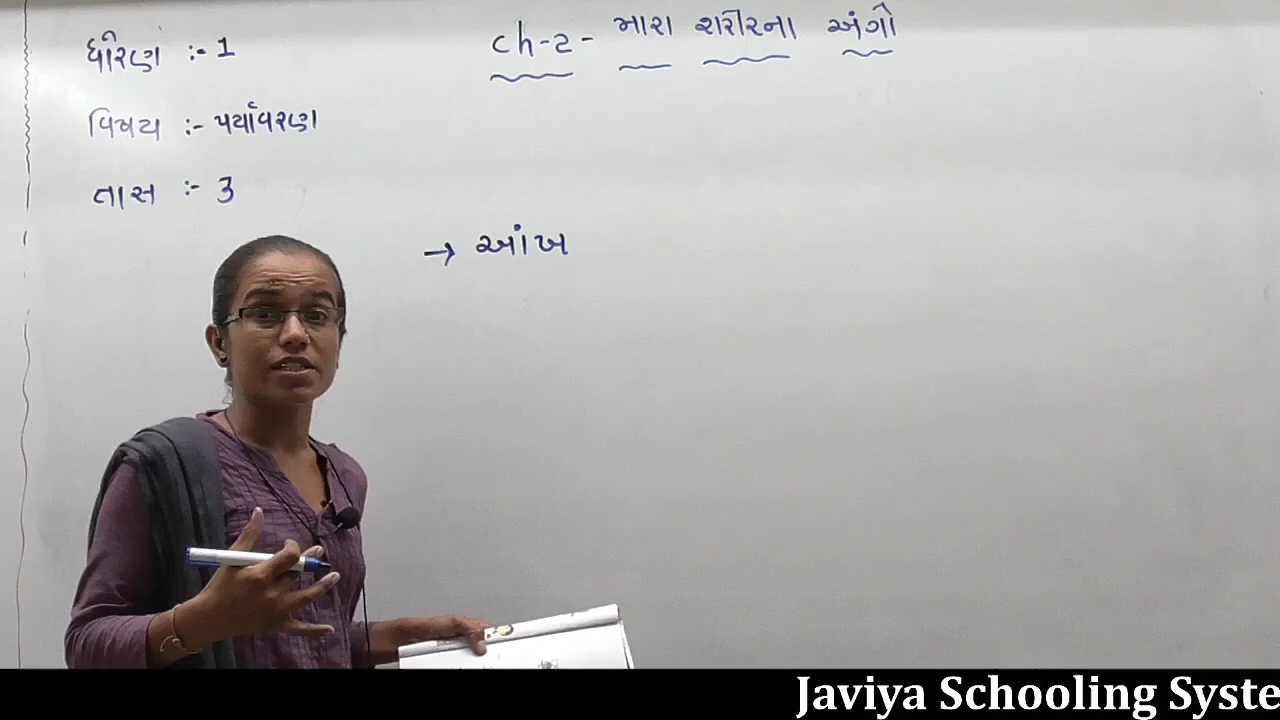 ધોરણ :- 1
ch-2- મારા શરીરના અંગો
વિષય :- પર્યાવરણ
તાસ :- 3
→ આંખ
Javiya Schooling Syste